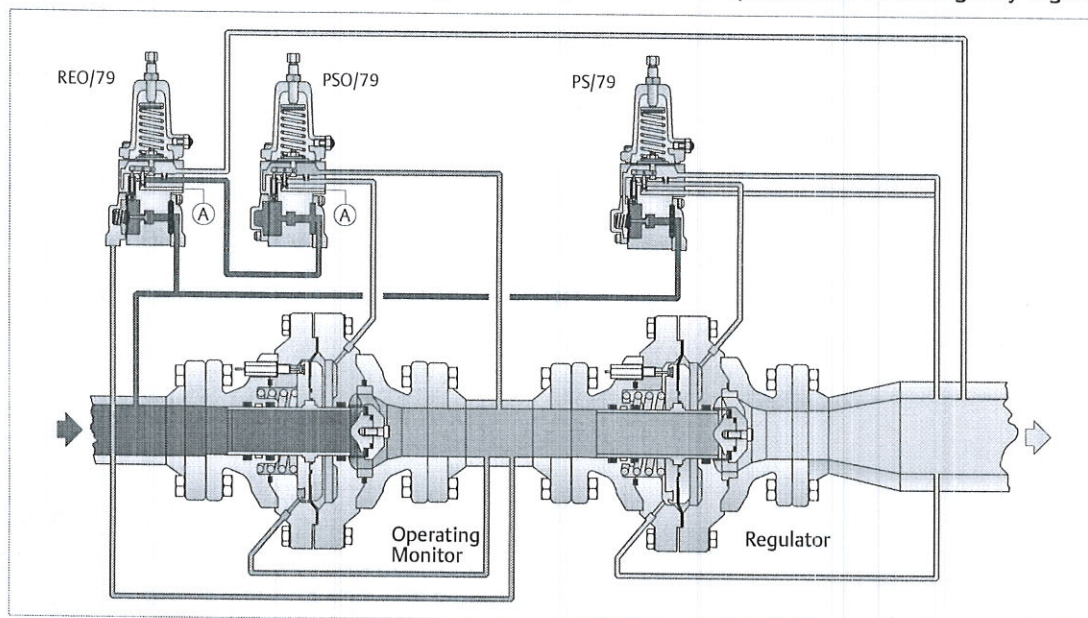 REO/79
PSO/79
PS/79
A
A
Operating
Monitor
Regulator